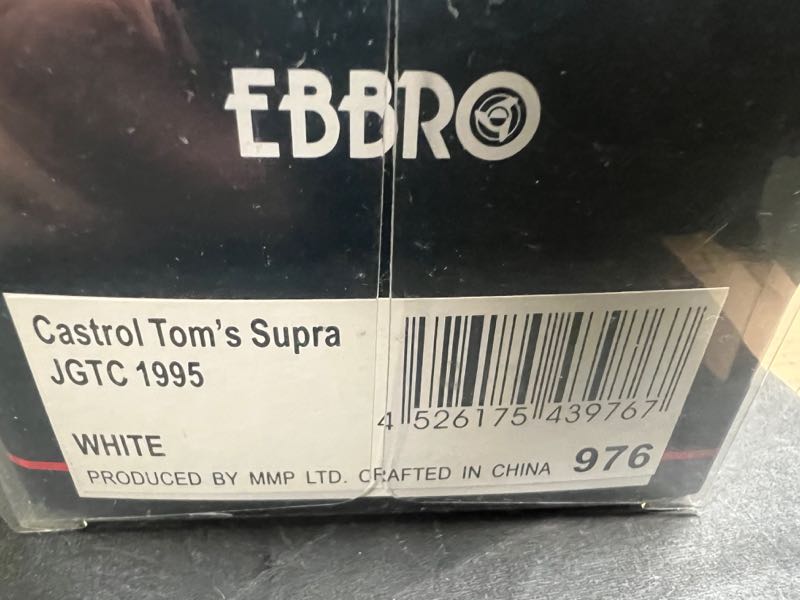 EBBRO
Castrol Tom's Supra
JGTC 1995
WHITE
4 526175 439767
PRODUCED BY MMP LTD. CRAFTED IN CHINA 976